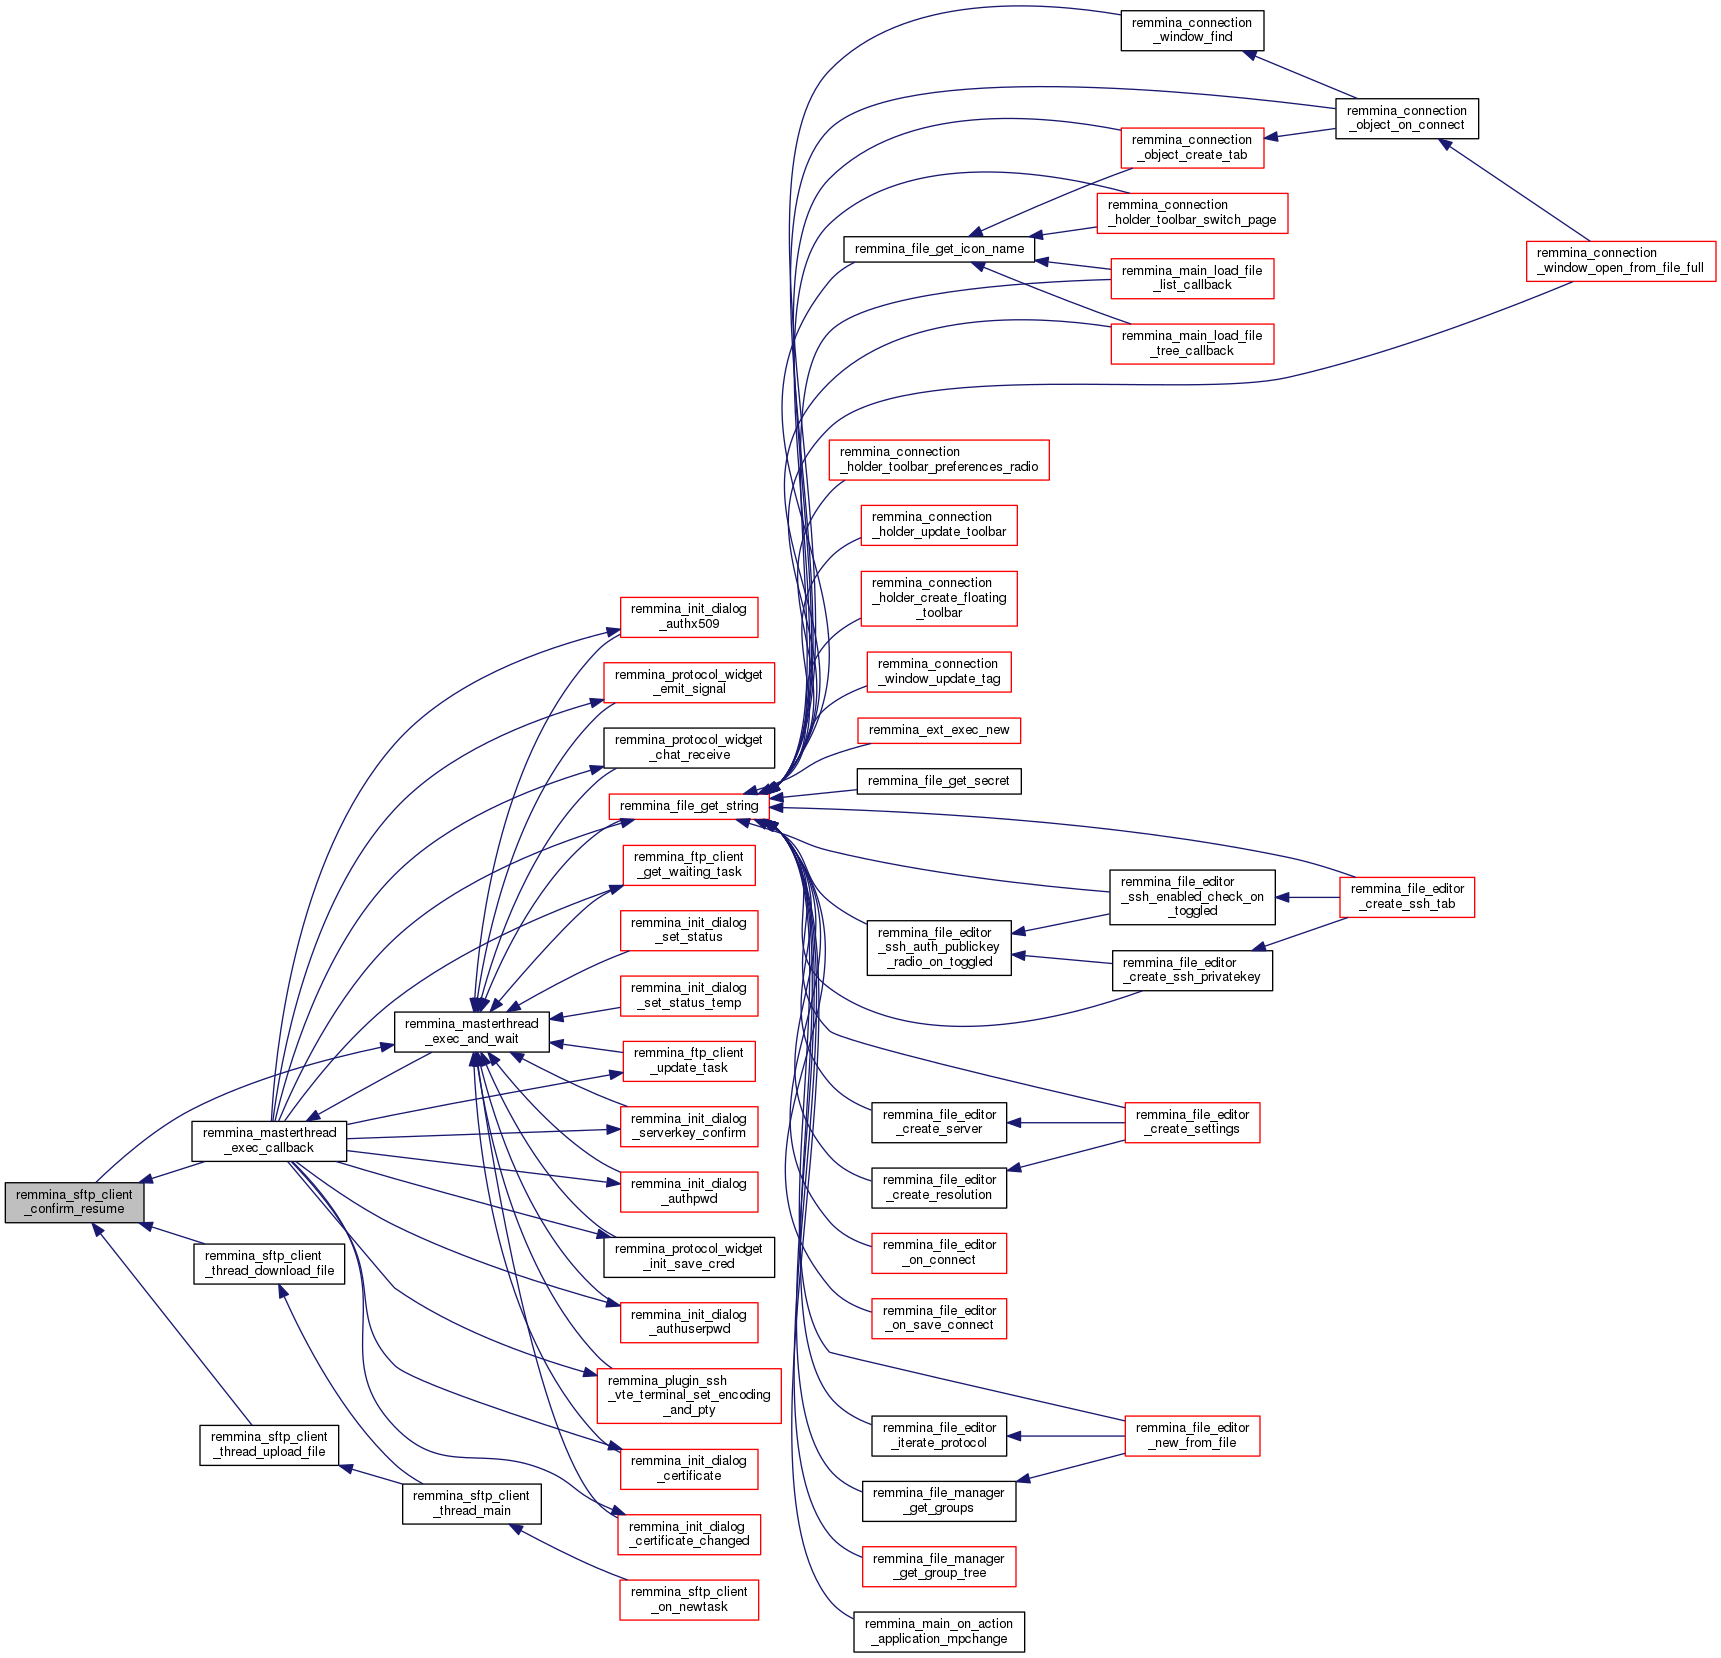 remmina_sftp_client
_confirm_resume
remmina_masterthread
_exec_callback
remmina_sftp_client
_thread_download_file
remmina_sftp_client
_thread_upload_file
remmina_masterthread
_exec_and_wait
remmina_sftp_client
_thread_main
remmina_init_dialog
_authx509
remmina_protocol_widget
_emit_signal
remmina_protocol_widget
_chat_receive
remmina_file_get_string
remmina_ftp_client
_get_waiting_task
remmina_init_dialog
_set_status
remmina_init_dialog
_set_status_temp
remmina_ftp_client
_update_task
remmina_init_dialog
_serverkey_confirm
remmina_init_dialog
_authpwd
remmina_protocol_widget
_init_save_cred
remmina_init_dialog
_authuserpwd
remmina_plugin_ssh
_vte_terminal_set_encoding
_and_pty
remmina_init_dialog
_certificate
remmina_init_dialog
_certificate_changed
remmina_sftp_client
_on_newtask
remmina_file_get_icon_name
remmina_connection
_holder_toolbar_preferences_radio
remmina_connection
_holder_update_toolbar
remmina_connection
_holder_create_floating
_toolbar
remmina_connection
_window_update_tag
remmina_ext_exec_new
remmina_file_get_secret
remmina_file_editor
_ssh_auth_publickey
_radio_on_toggled
remmina_file_editor
_create_server
remmina_file_editor
_create_resolution
remmina_file_editor
_on_connect
remmina_file_editor
_on_save_connect
remmina_file_editor
_iterate_protocol
remmina_file_manager
_get_groups
remmina_file_manager
_get_group_tree
remmina_main_on_action
_application_mpchange
remmina_connection
_window_find
remmina_connection
_object_create_tab
remmina_connection
_holder_toolbar_switch_page
remmina_main_load_file
_list_callback
remmina_main_load_file
_tree_callback
remmina_file_editor
_ssh_enabled_check_on
_toggled
remmina_file_editor
_create_ssh_privatekey
remmina_file_editor
_create_settings
remmina_file_editor
_new_from_file
remmina_connection
_object_on_connect
remmina_file_editor
_create_ssh_tab
remmina_connection
_window_open_from_file_full